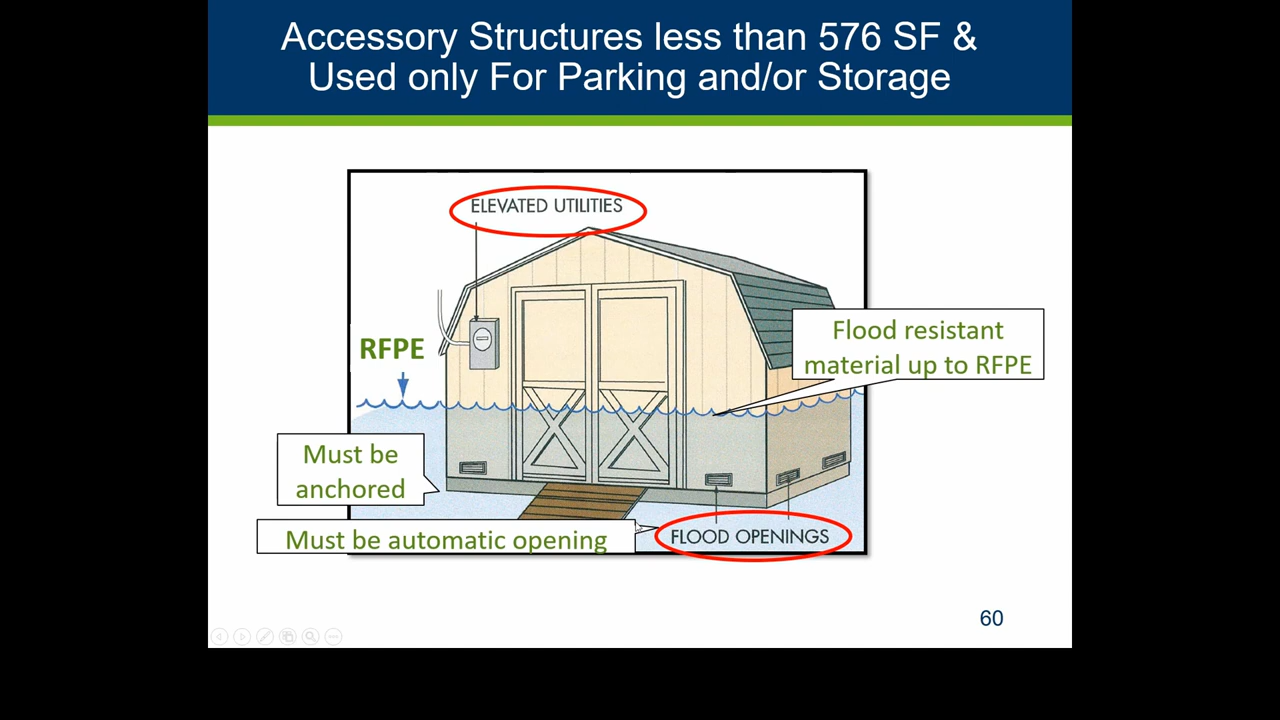 Accessory Structures less than 576 SF &
Used only For Parking and/or Storage
ELEVATED UTILITIES
RFPE
Flood resistant
material up to RFPE
Must be
anchored
Must be automatic opening
FLOOD OPENINGS
60